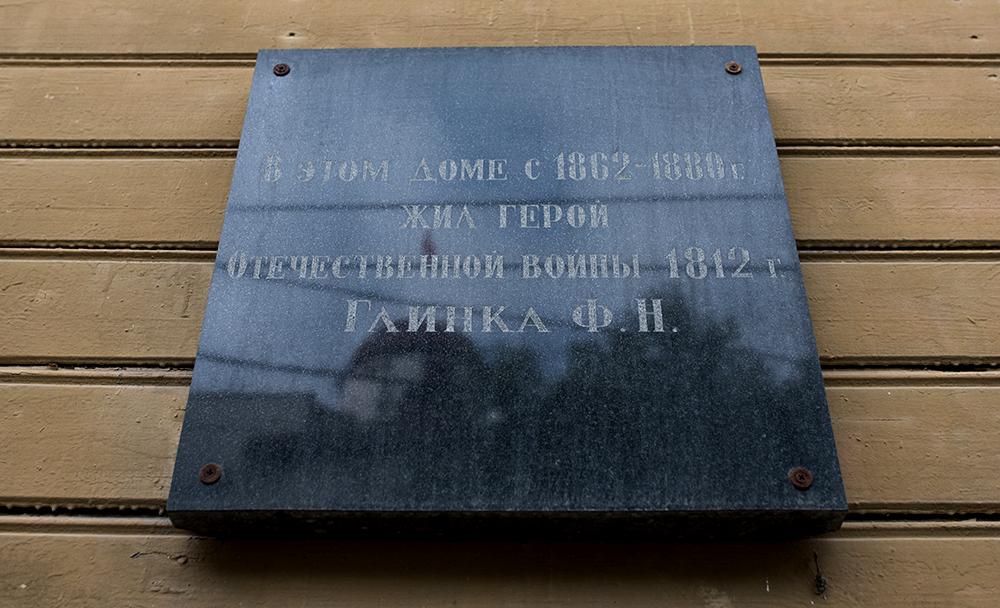 В этом доме с 1862-1880 г.
жил герой
Отечественной войны 1812 г.
Глинка Ф.Н.